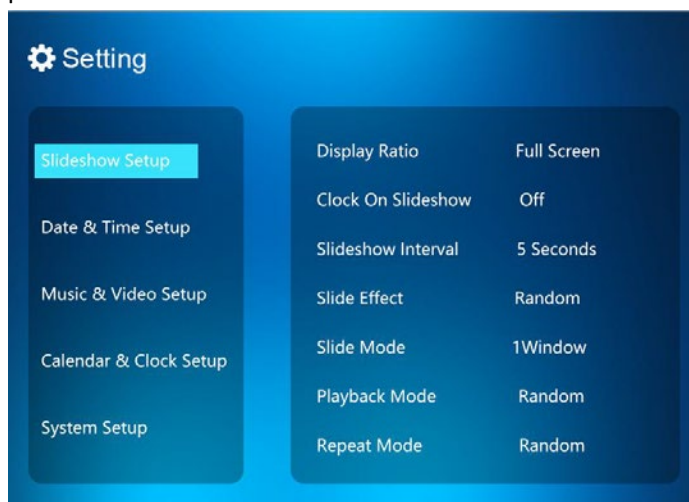 Setting
Slideshow Setup
Date & Time Setup
Music & Video Setup
Calendar & Clock Setup
System Setup
Display Ratio Full Screen
Clock On Slideshow Off
Slideshow Interval 5 Seconds
Slide Effect Random
Slide Mode 1Window
Playback Mode Random
Repeat Mode Random